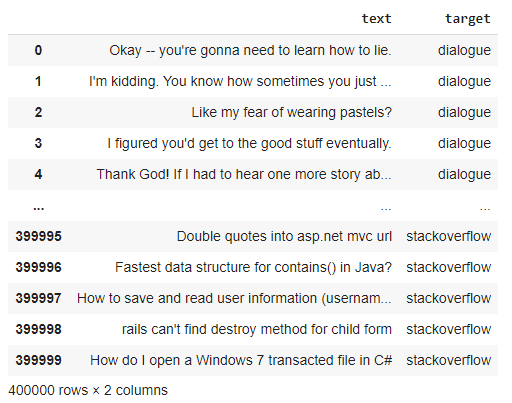 text target
0 Okay -- you're gonna need to learn how to lie. dialogue
1 I'm kidding. You know how sometimes you just ... dialogue
2 Like my fear of wearing pastels? dialogue
3 I figured you'd get to the good stuff eventually. dialogue
4 Thank God! If I had to hear one more story ab... dialogue
... ... ...
399995 Double quotes into asp.net mvc url stackoverflow
399996 Fastest data structure for contains() in Java? stackoverflow
399997 How to save and read user information (usernam... stackoverflow
399998 rails can't find destroy method for child form stackoverflow
399999 How do I open a Windows 7 transacted file in C# stackoverflow
400000 rows × 2 columns